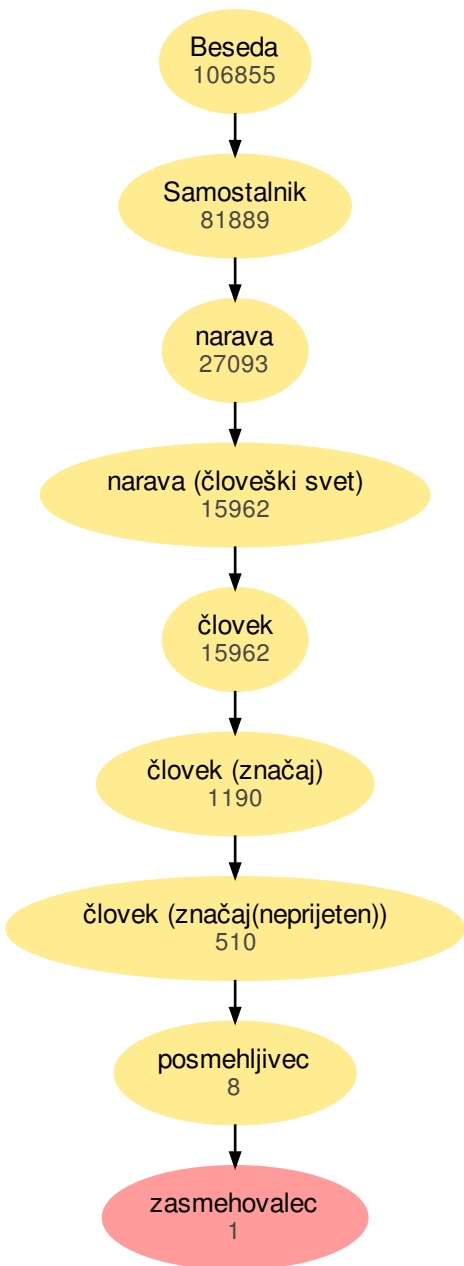 Beseda
106855
Samostalnik
81889
narava
27093
narava (človeški svet)
15962
človek
15962
človek (značaj)
1190
človek (značaj(neprijeten))
510
posmehljivec
8
zasmehovalec
1